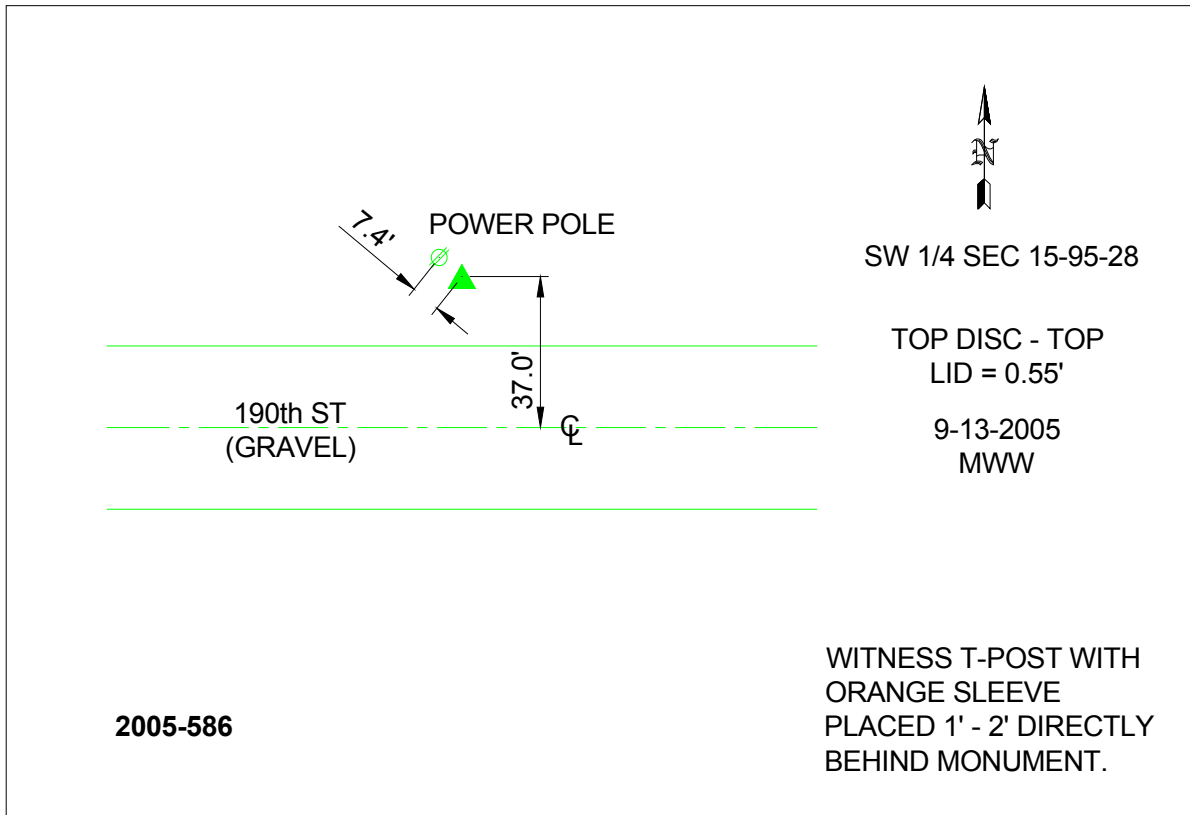 N
7.4'
POWER POLE
SW 1/4 SEC 15-95-28
TOP DISC - TOP
LID = 0.55'
37.0'
190th ST
(GRAVEL)
℄
9-13-2005
MWW
WITNESS T-POST WITH
ORANGE SLEEVE
PLACED 1' - 2' DIRECTLY
BEHIND MONUMENT.
2005-586